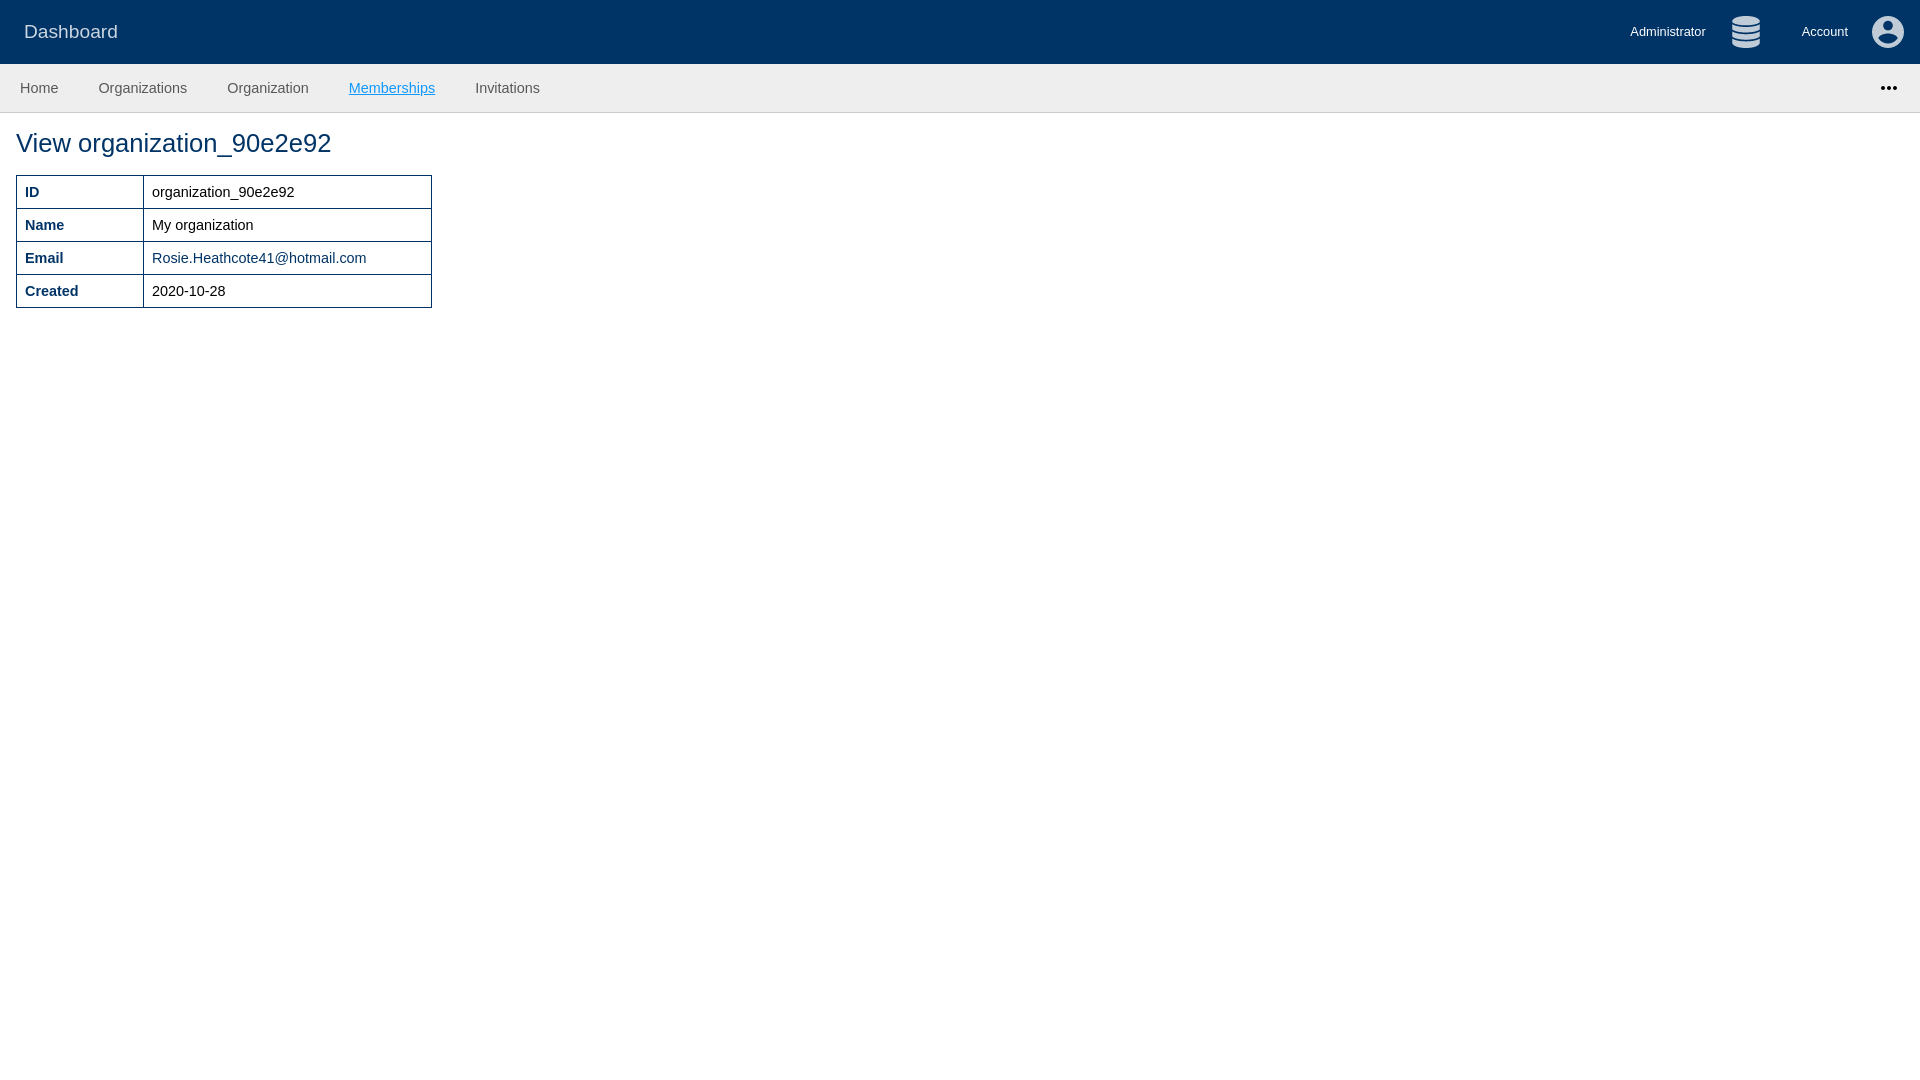 Dashboard
Administrator
Account
Home
Organizations
Organization
Memberships
Invitations
View organization_90e2e92
ID organization_90e2e92
Name My organization
Email Rosie.Heathcote41@hotmail.com
Created 2020-10-28